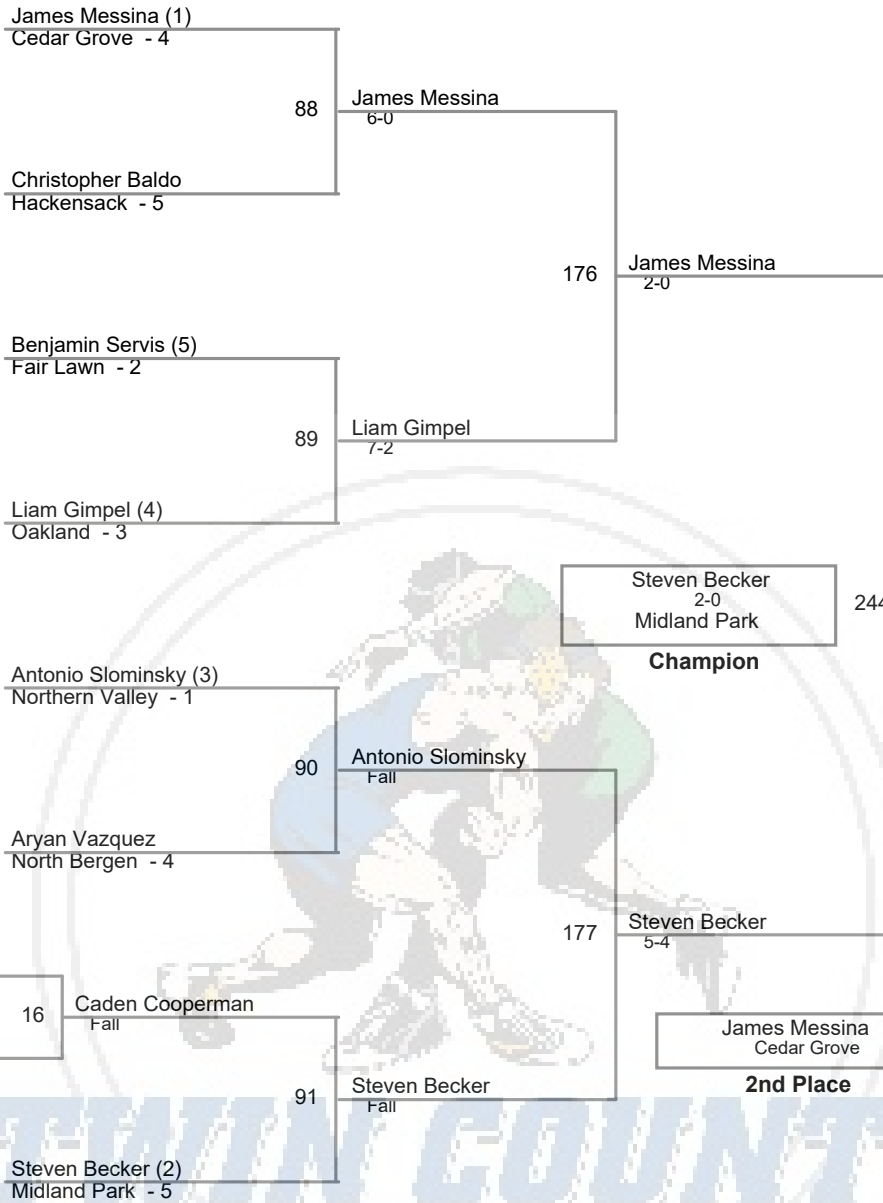 James Messina (1)
Cedar Grove - 4
88
James Messina
6-0
Christopher Baldo
Hackensack - 5
176
James Messina
2-0
Benjamin Servis (5)
Fair Lawn - 2
89
Liam Gimpel
7-2
Liam Gimpel (4)
Oakland - 3
Steven Becker
2-0
Midland Park
244
Champion
Antonio Slominsky (3)
Northern Valley - 1
90
Antonio Slominsky
Fall
Aryan Vazquez
North Bergen - 4
177
Steven Becker
5-4
16
Caden Cooperman
Fall
James Messina
Cedar Grove
2nd Place
91
Steven Becker
Fall
Steven Becker (2)
Midland Park - 5
TWIN COUNT